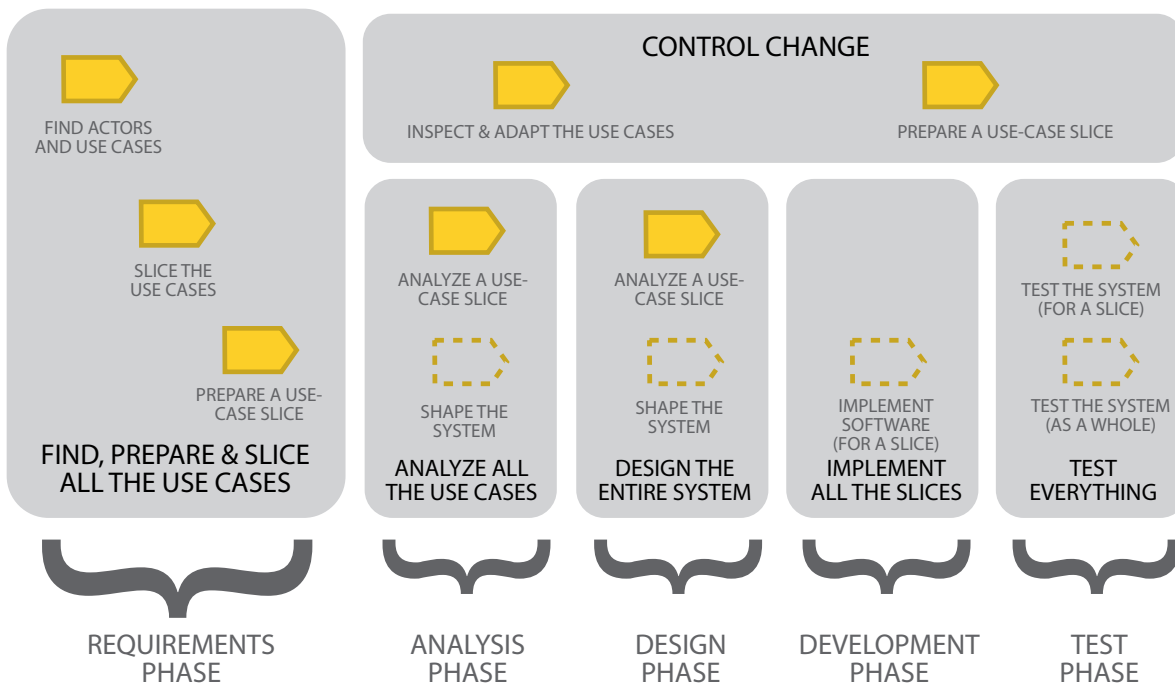 FIND ACTORS
AND USE CASES
SLICE THE
USE CASES
PREPARE A USE-
CASE SLICE
FIND, PREPARE & SLICE
ALL THE USE CASES
CONTROL CHANGE
INSPECT & ADAPT THE USE CASES
PREPARE A USE-CASE SLICE
ANALYZE A USE-
CASE SLICE
SHAPE THE
SYSTEM
ANALYZE ALL
THE USE CASES
ANALYZE A USE-
CASE SLICE
SHAPE THE
SYSTEM
DESIGN THE
ENTIRE SYSTEM
IMPLEMENT
SOFTWARE
(FOR A SLICE)
IMPLEMENT
ALL THE SLICES
TEST THE SYSTEM
(FOR A SLICE)
TEST THE SYSTEM
(AS A WHOLE)
TEST
EVERYTHING
REQUIREMENTS
PHASE
ANALYSIS
PHASE
DESIGN
PHASE
DEVELOPMENT
PHASE
TEST
PHASE